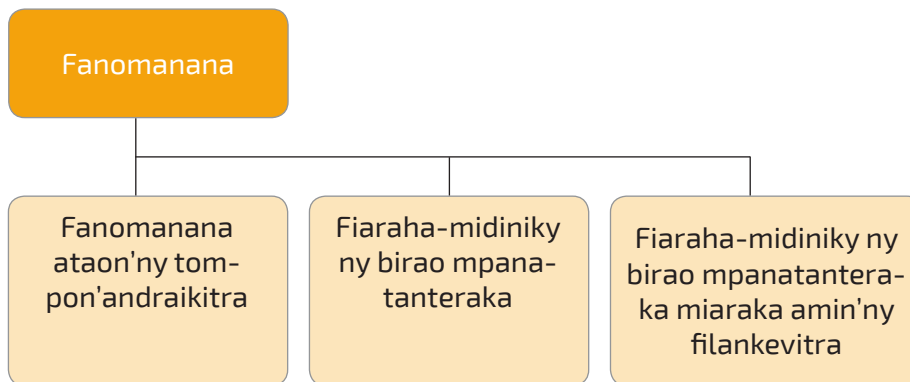 Fanomanana
Fanomanana
ataon’ny tom-
pon’andraikitra
Fiaraha-midiniky
ny birao mpana-
tanteraka
Fiaraha-midiniky ny
birao mpanatantera-
ka miaraka amin’ny
filankevitra